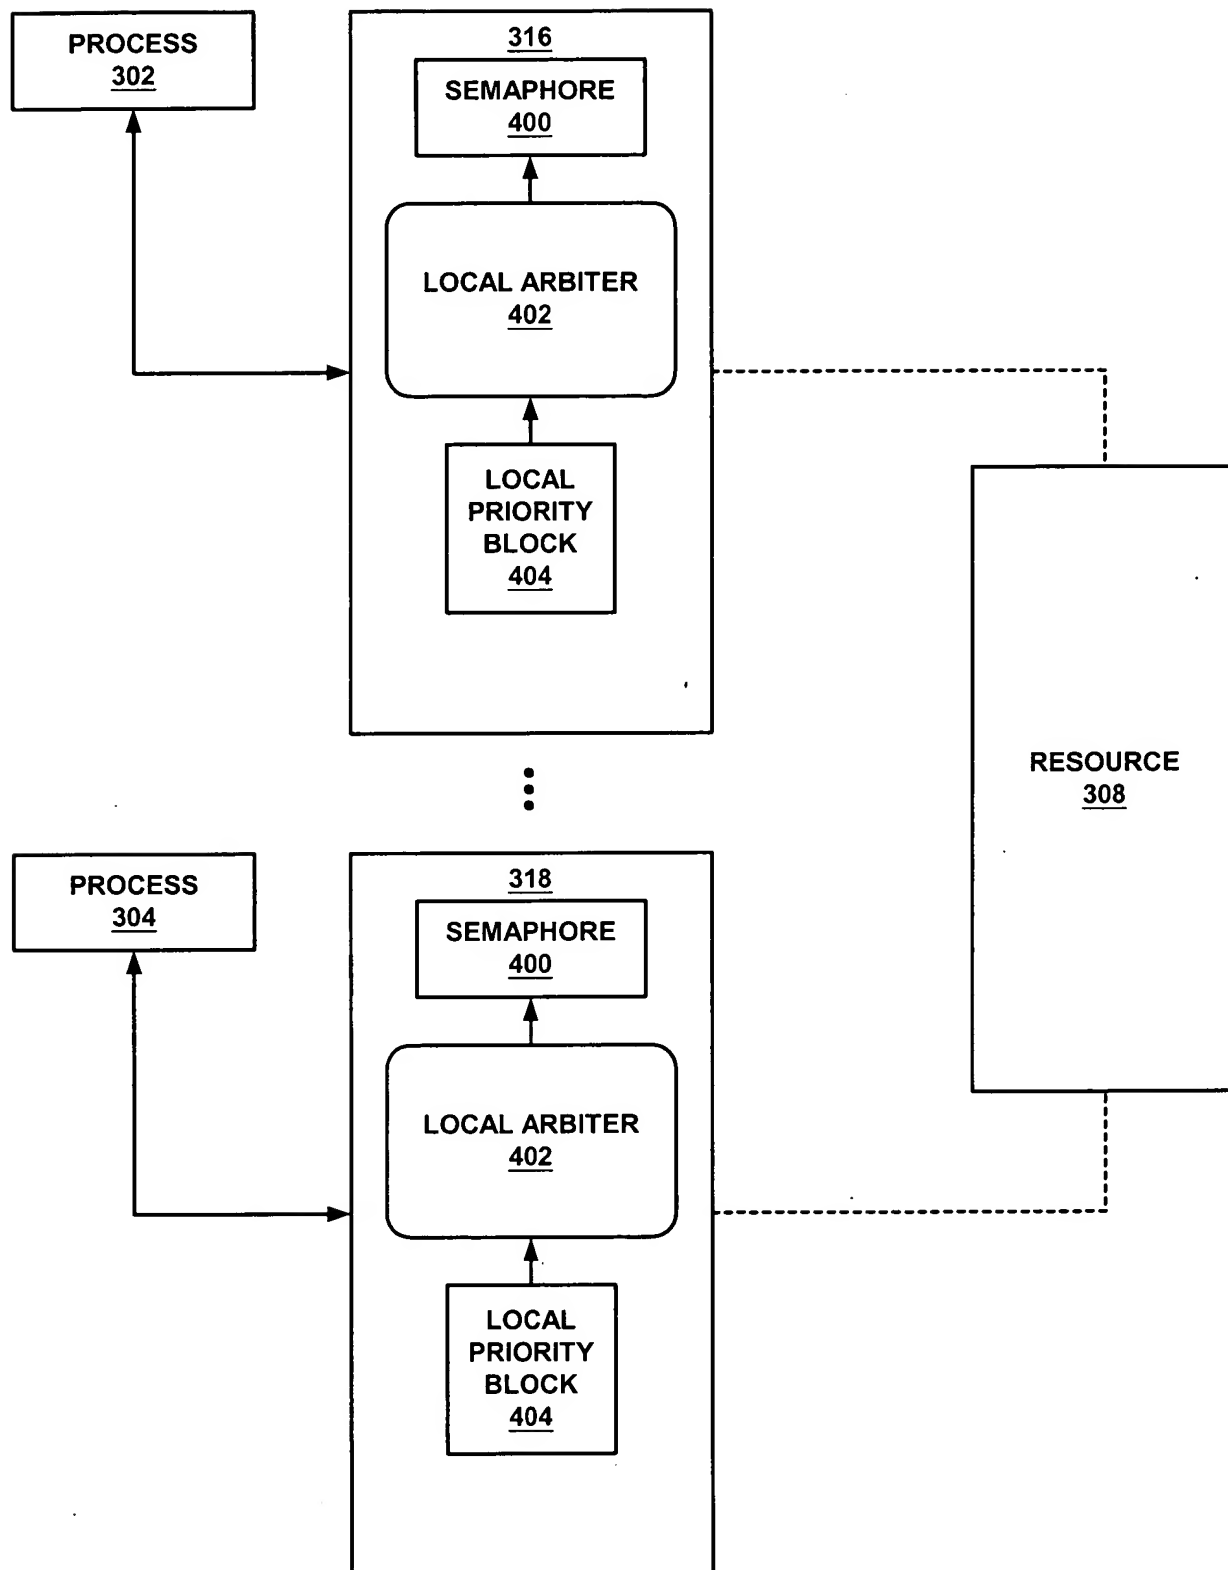 PROCESS
302
316
SEMAPHORE
400
LOCAL ARBITER
402
LOCAL
PRIORITY
BLOCK
404
RESOURCE
308
PROCESS
304
318
SEMAPHORE
400
LOCAL ARBITER
402
LOCAL
PRIORITY
BLOCK
404